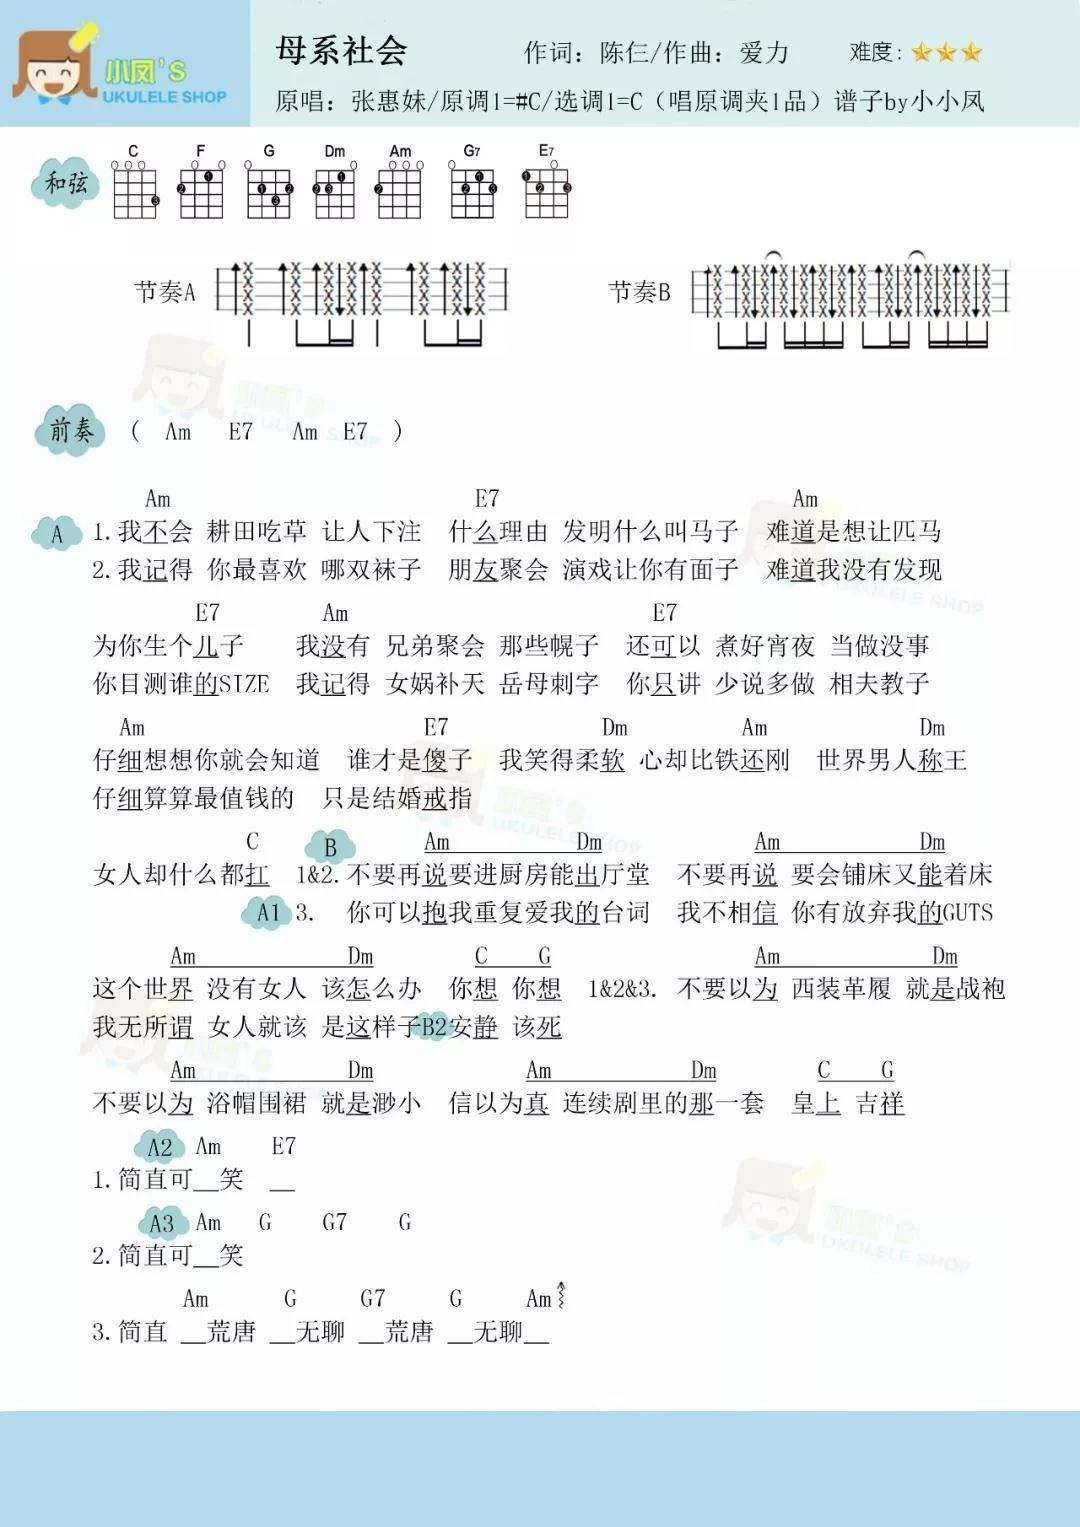 小凤's
UKULELE SHOP
母系社会 作词：陈仨/作曲：爱力 难度：
原唱：张惠妹/原调1=#C/选调1=C（唱原调夹1品）谱子by小小凤
和弦 C F G Dm Am G7 E7
节奏A 节奏B
前奏 （ Am E7 Am E7 ）
Am E7 Am
A 1.我不会 耕田吃草 让人下注 什么理由 发明什么叫马子 难道是想让匹马
2.我记得 你最喜欢 哪双袜子 朋友聚会 演戏让你有面子 难道我没有发现
E7 Am E7
为你生个儿子 我没有 兄弟聚会 那些幌子 还可以 煮好宵夜 当做没事
你目测谁的SIZE 我记得 女娲补天 岳母刺字 你只讲 少说多做 相夫教子
Am E7 Dm Am Dm
仔细想想你就会知道 谁才是傻子 我笑得柔软 心却比铁还刚 世界男人称王
仔细算算最值钱的 只是结婚戒指
C B Am Dm Am Dm
女人却什么都扛 1&2.不要再说要进厨房能出厅堂 不要再说 要会铺床又能着床
A1 3. 你可以抱我重复爱我的台词 我不相信 你有放弃我的GUTS
Am Dm C G Am Dm
这个世界 没有女人 该怎么办 你想 你想 1&2&3. 不要以为 西装革履 就是战袍
我无所谓 女人就该 是这样子B2安静 该死
Am Dm Am Dm C G
不要以为 浴帽围裙 就是渺小 信以为真 连续剧里的那一套 皇上 吉祥
A2 Am E7
1.简直可__笑 __
A3 Am G G7 G
2.简直可__笑
Am G G7 G Am
3.简直 __荒唐 __无聊 __荒唐 __无聊__